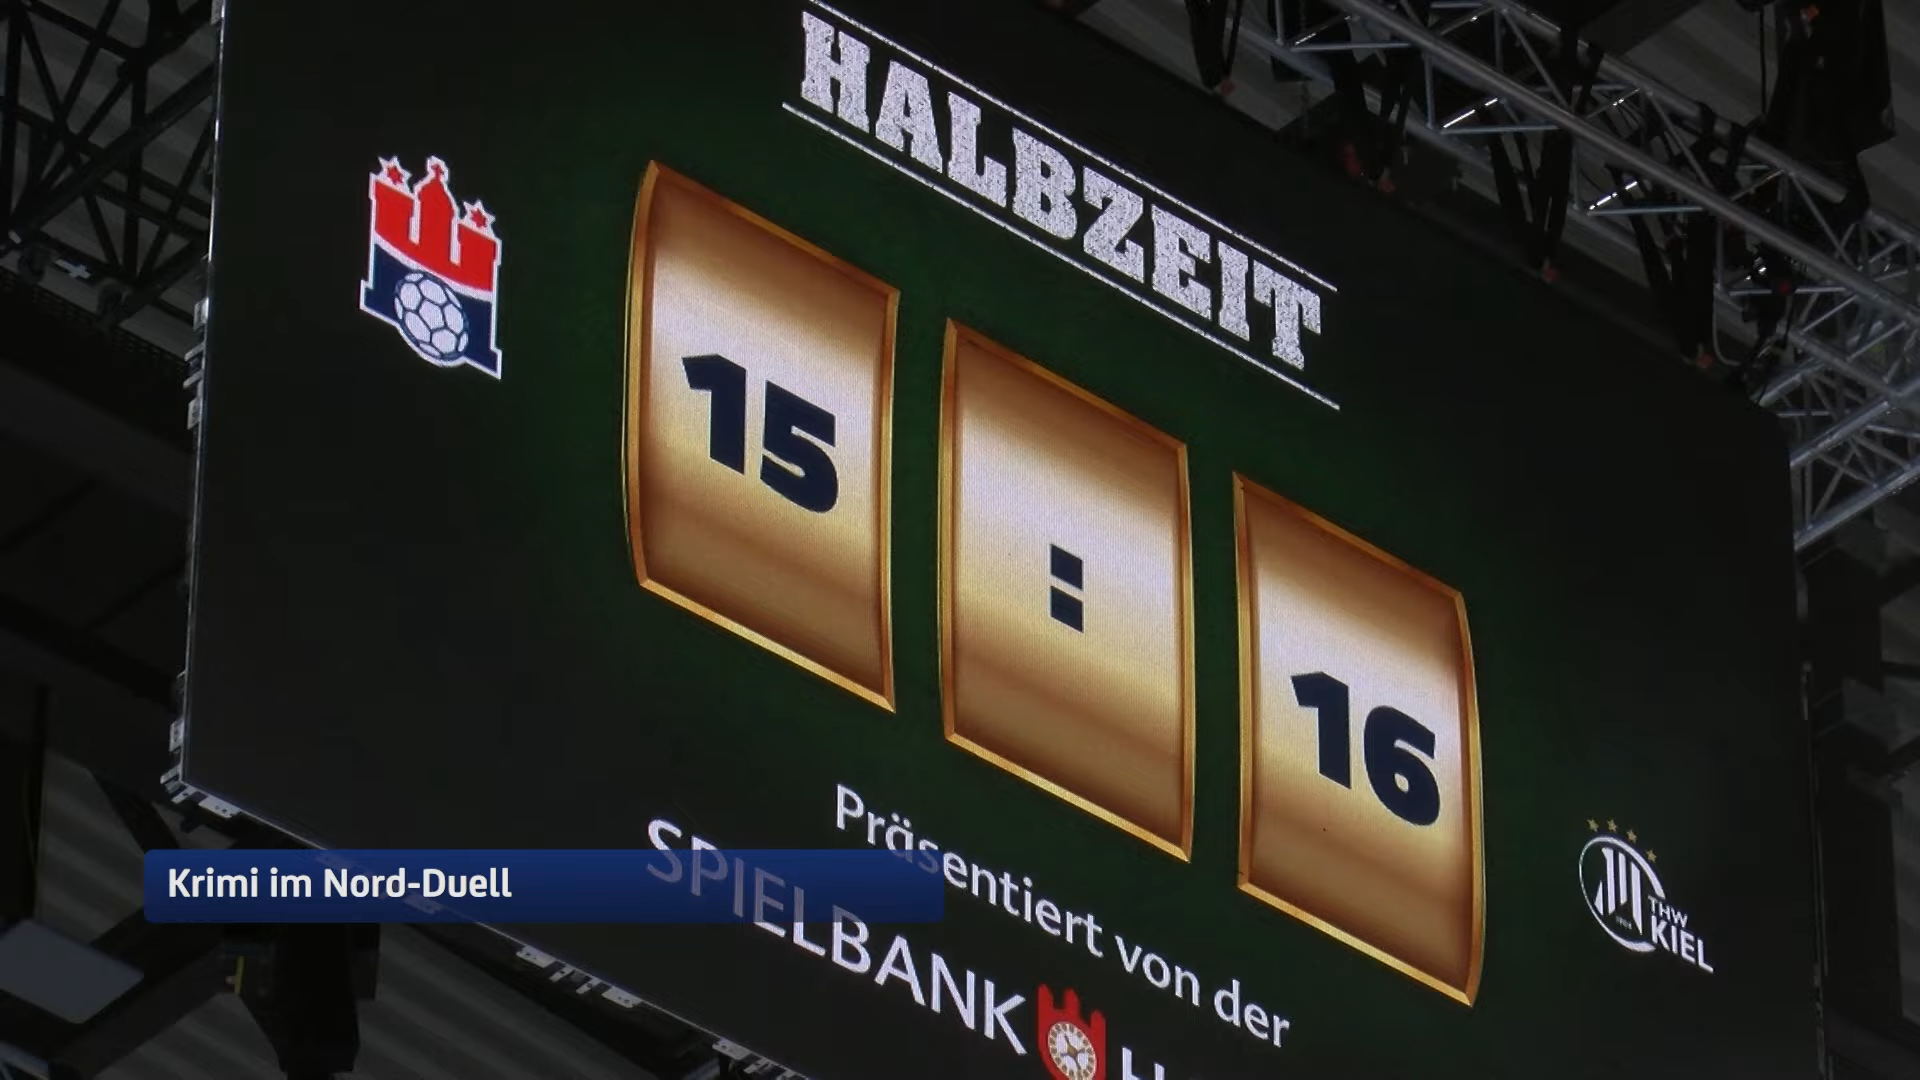 HALBZEIT
15 : 16
Präsentiert von der
SPIELBANK
THW
KIEL
Krimi im Nord-Duell